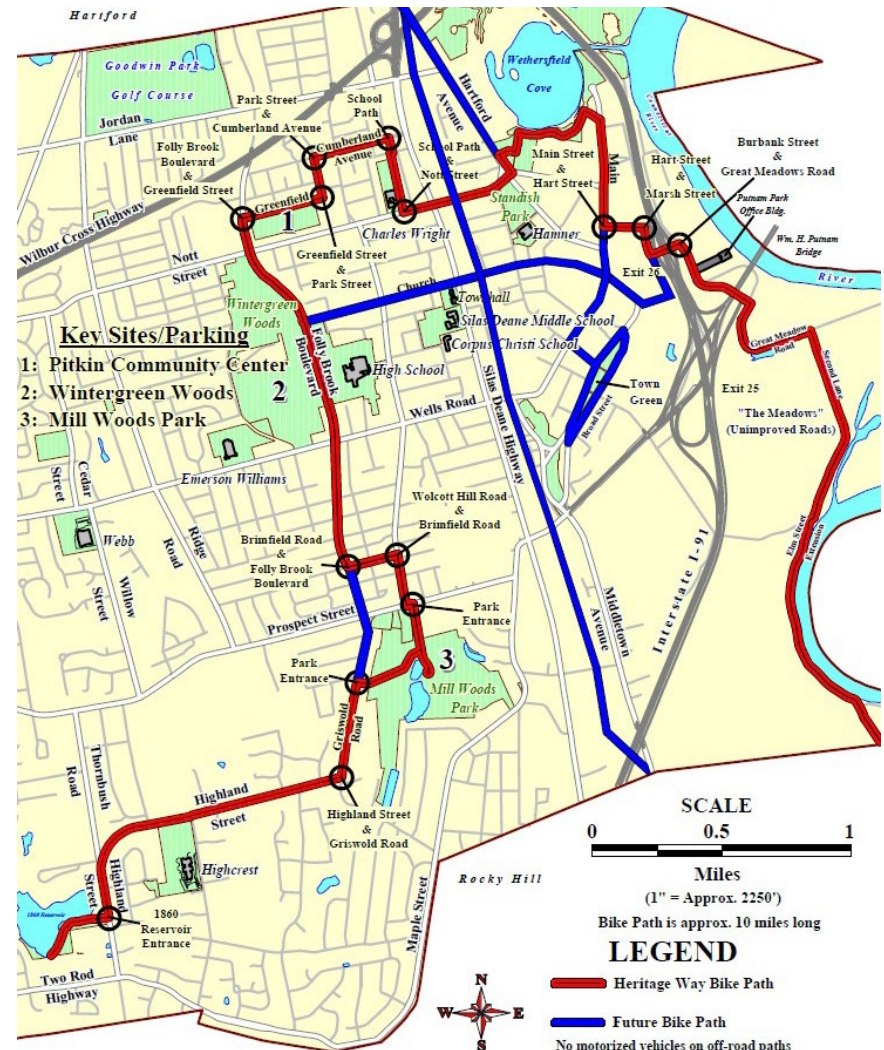 Hartford
Goodwin Park
Golf Course
Jordan
Lane
Park Street
&
Cumberland Avenue
School
Path
Hartford
Avenue
Wethersfield
Cove
Connecticut
River
Folly Brook
Boulevard
&
Greenfield Street
Cumberland
Avenue
School Path
&
Nott Street
Main Street
&
Hart Street
Main
Hart Street
&
Marsh Street
Burbank Street
&
Great Meadows Road
Putnam Park
Office Bldg.
Wm. H. Putnam
Bridge
River
Wilbur Cross Highway
Greenfield
1
Standish
Park
Hamner
Charles Wright
Nott
Street
Greenfield Street
&
Park Street
Exit 26
Church
Wintergreen
Woods
Town hall
Silas Deane Middle School
Corpus Christi School
Key Sites/Parking
1: Pitkin Community Center
2: Wintergreen Woods
3: Mill Woods Park
Folly Brook
Boulevard
2
High School
Great Meadow
Road
Second Lane
Town
Green
Broad Street
Exit 25
"The Meadows"
(Unimproved Roads)
Wells Road
Silas Deane Highway
Emerson Williams
Cedar
Street
Webb
Willow
Street
Ridge
Road
Wolcott Hill Road
&
Brimfield Road
Brimfield Road
&
Folly Brook
Boulevard
Elm Street
Extension
Interstate I-91
Middletown
Avenue
Prospect Street
Park
Entrance
Park
Entrance
3
Mill Woods
Park
Griswold
Road
Thornbush
Road
Highland
Street
Highland Street
&
Griswold Road
Highcrest
Highland
Street
1860 Reservoir
1860
Reservoir
Entrance
Two Rod
Highway
Maple Street
Rocky Hill
SCALE
0 0.5 1
Miles
(1" = Approx. 2250')
Bike Path is approx. 10 miles long
LEGEND
Heritage Way Bike Path
Future Bike Path
No motorized vehicles on off-road paths
N
W E
S